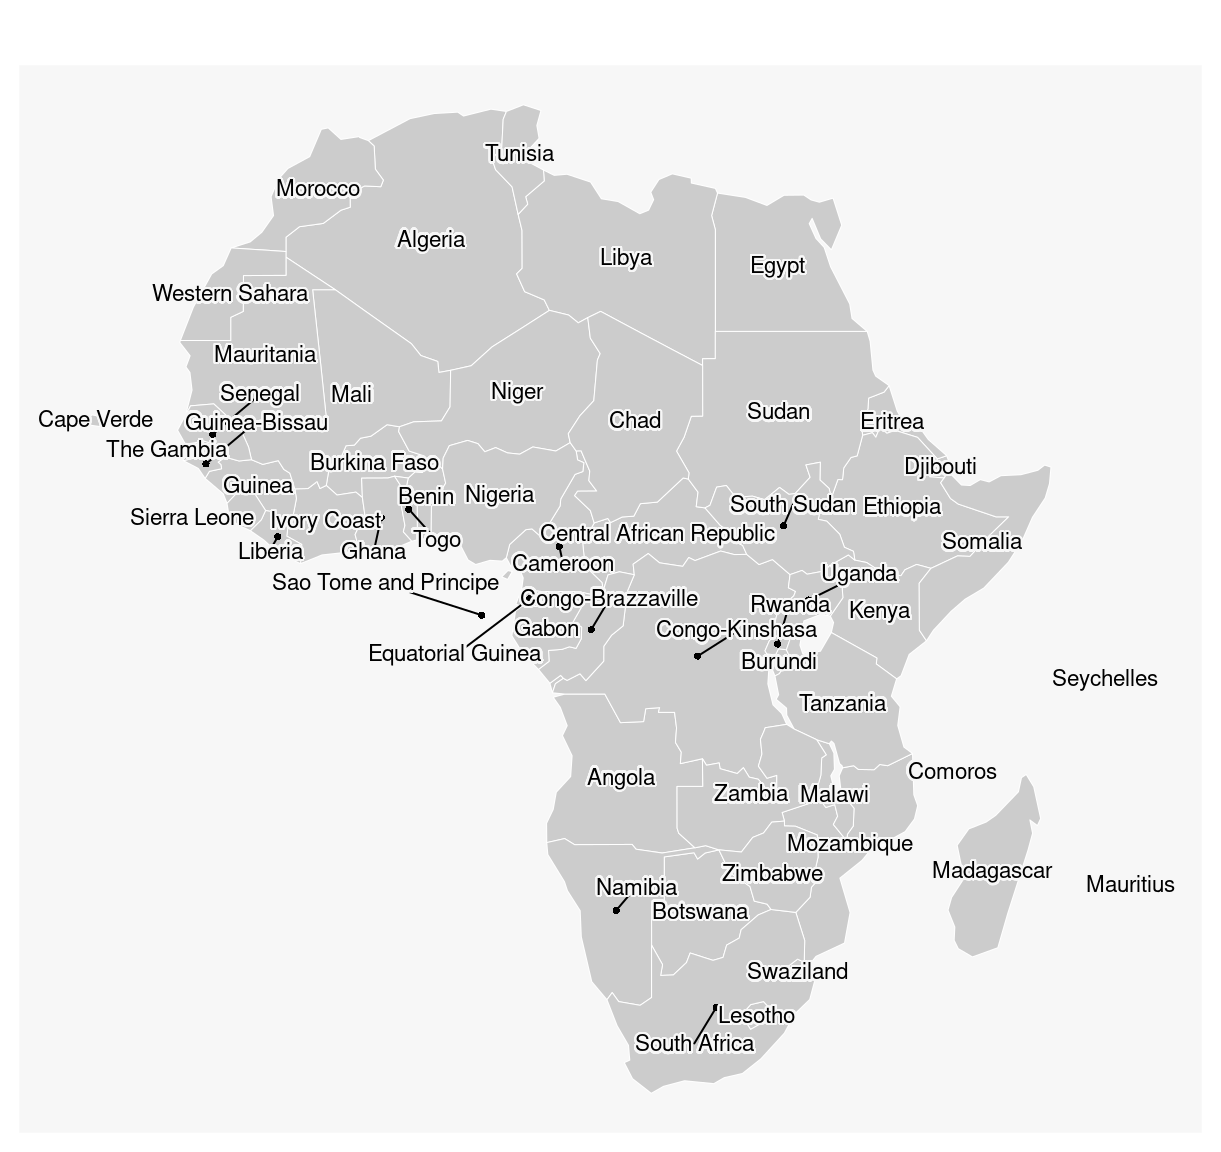 Tunisia
Morocco
Algeria
Libya
Egypt
Western Sahara
Mauritania
Senegal
Mali
Niger
Sudan
Cape Verde
Guinea-Bissau
Chad
Eritrea
The Gambia
Burkina Faso
Djibouti
Guinea
Benin
Nigeria
South Sudan
Ethiopia
Sierra Leone
Ivory Coast
Togo
Central African Republic
Somalia
Liberia
Ghana
Cameroon
Uganda
Sao Tome and Principe
Congo-Brazzaville
Rwanda
Kenya
Gabon
Congo-Kinshasa
Equatorial Guinea
Burundi
Seychelles
Tanzania
Comoros
Angola
Zambia
Malawi
Mozambique
Madagascar
Zimbabwe
Mauritius
Namibia
Botswana
Swaziland
Lesotho
South Africa